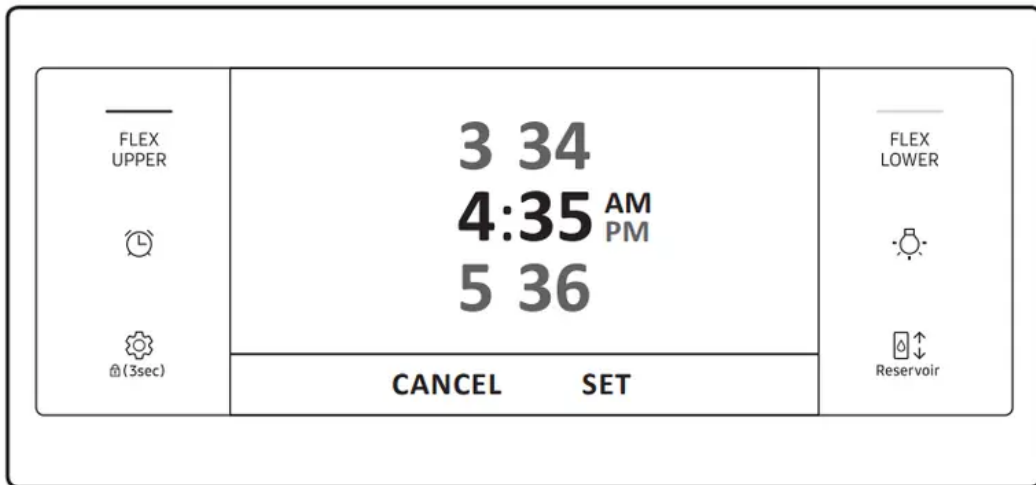 FLEX
UPPER
(3sec)
3 34
4:35 AM
PM
5 36
CANCEL SET
FLEX
LOWER
Reservoir